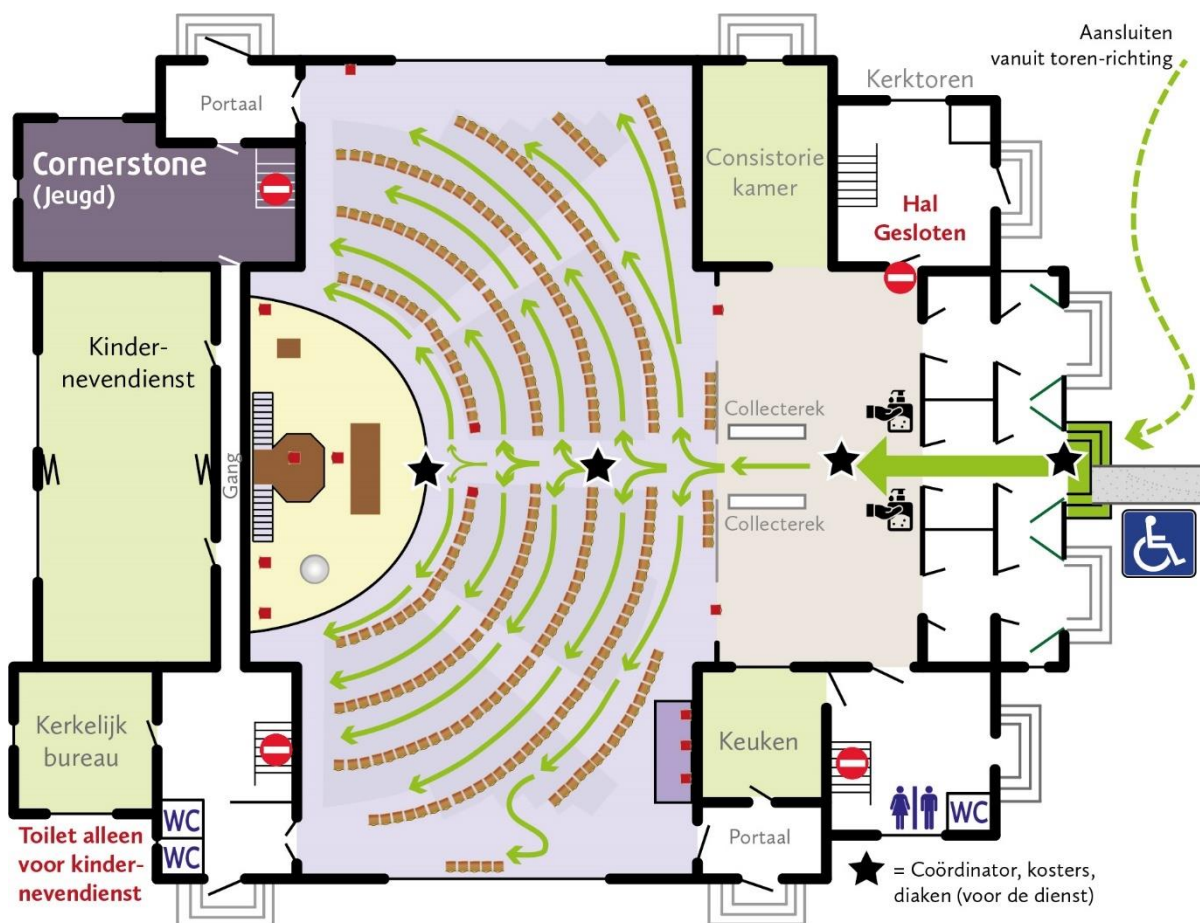 Aansluiten
vanuit toren-richting
Portaal
Kerktoren
Cornerstone
(Jeugd)
Consistorie
kamer
Hal
Gesloten
Kinder-
nevendienst
Gang
Collecterek
Collecterek
Kerkelijk
bureau
Keuken
WC
WC
Toilet alleen
voor kinder-
nevendienst
Portaal
WC
= Coördinator, kosters,
diaken (voor de dienst)